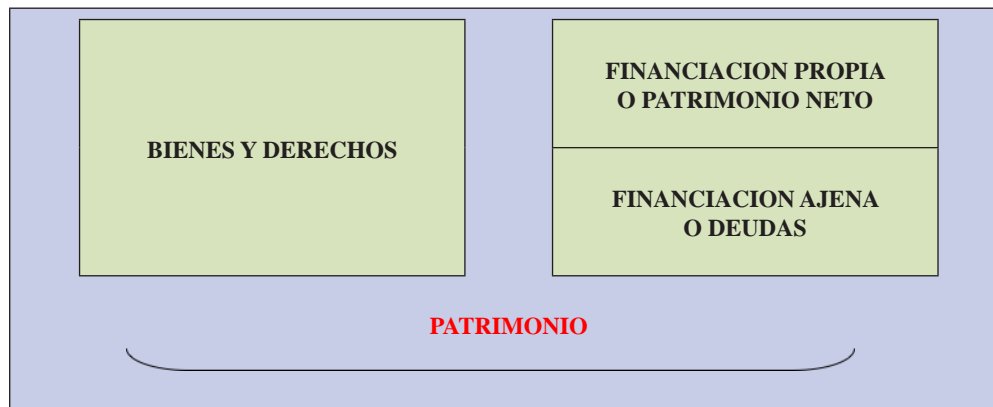 BIENES Y DERECHOS
FINANCIACION PROPIA
O PATRIMONIO NETO
FINANCIACION AJENA
O DEUDAS
PATRIMONIO